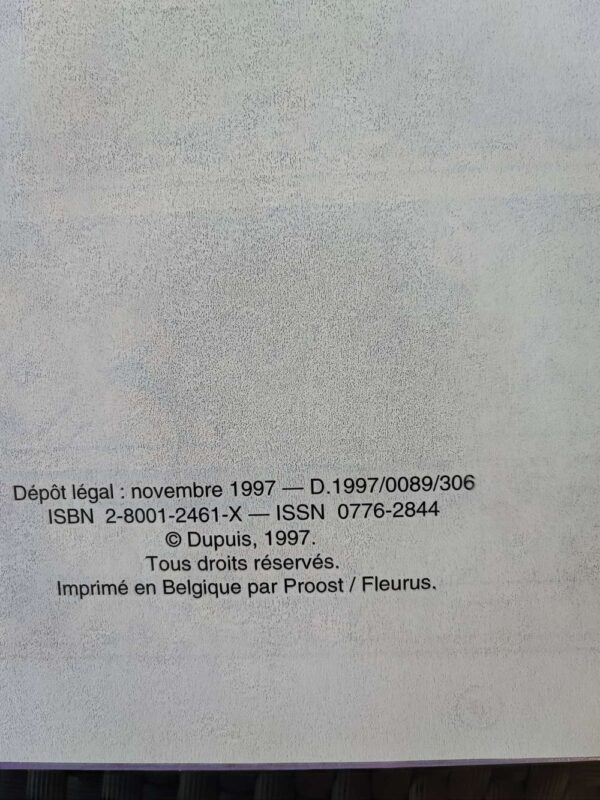 Dépôt légal : novembre 1997 — D.1997/0089/306
ISBN 2-8001-2461-X — ISSN 0776-2844
© Dupuis, 1997.
Tous droits réservés.
Imprimé en Belgique par Proost / Fleurus.